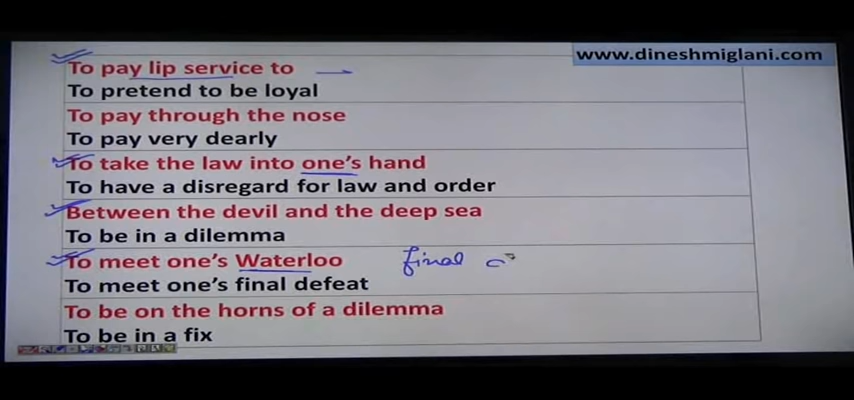 www.dineshmiglani.com
To pay lip service to
To pretend to be loyal
To pay through the nose
To pay very dearly
To take the law into one's hand
To have a disregard for law and order
Between the devil and the deep sea
To be in a dilemma
To meet one's Waterloo final
To meet one's final defeat
To be on the horns of a dilemma
To be in a fix